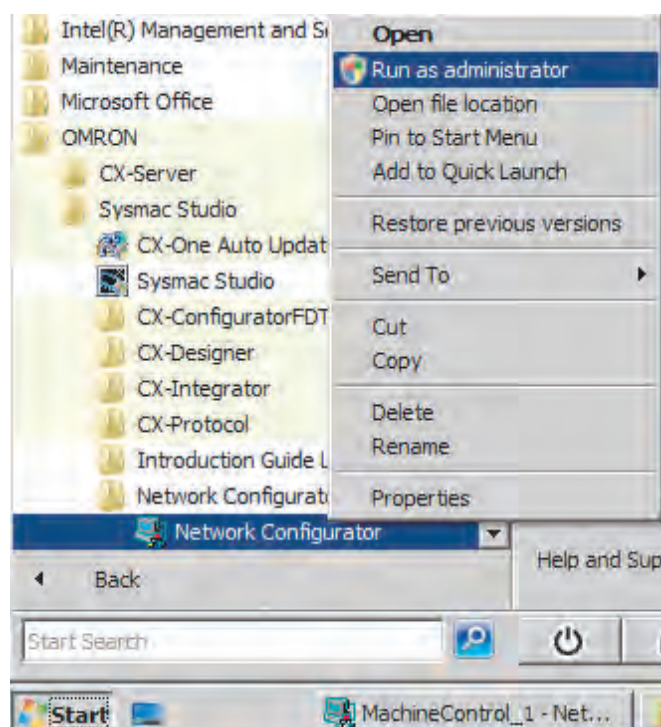 Intel(R) Management and S
Maintenance
Microsoft Office
OMRON
CX-Server
Sysmac Studio
CX-One Auto Updat
Sysmac Studio
CX-ConfiguratorFDT
CX-Designer
CX-Integrator
CX-Protocol
Introduction Guide L
Network Configurat
Network Configurator
Back
Start Search
Open
Run as administrator
Open file location
Pin to Start Menu
Add to Quick Launch
Restore previous versions
Send To
Cut
Copy
Delete
Rename
Properties
Help and Sup
Start
MachineControl_1 - Net...